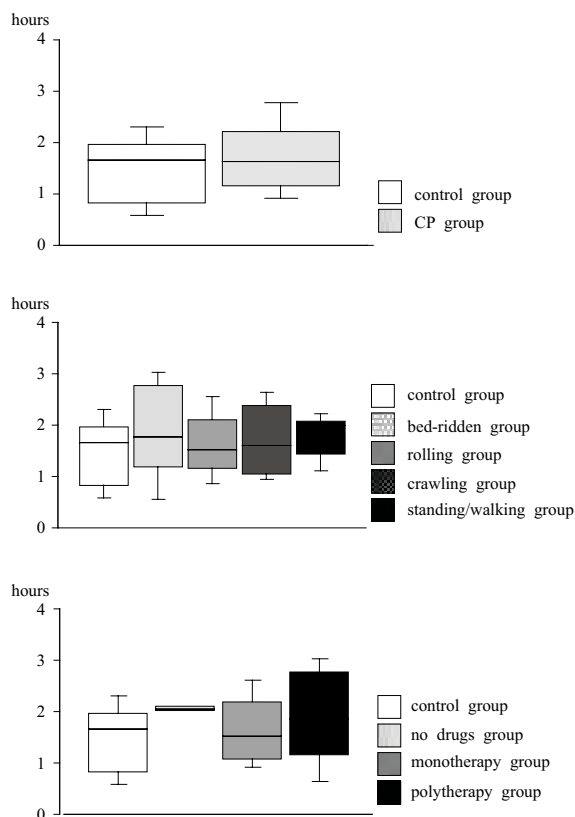 hours
4
3
2
1
0
control group
CP group
hours
4
3
2
1
0
control group
bed-ridden group
rolling group
crawling group
standing/walking group
hours
4
3
2
1
0
control group
no drugs group
monotherapy group
polytherapy group